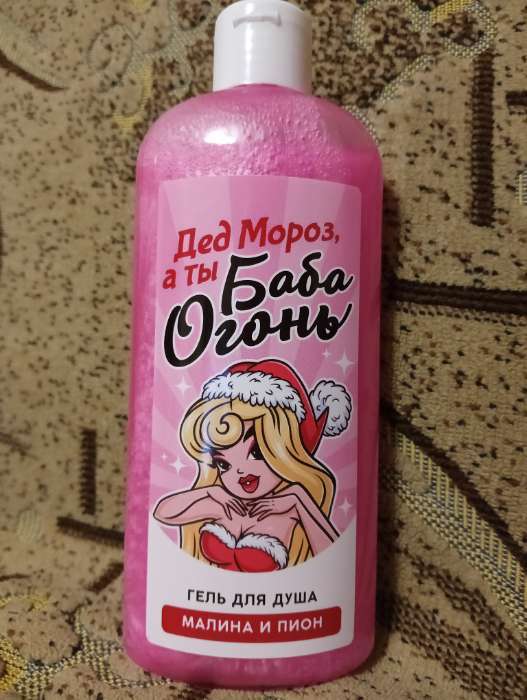 Дед Мороз,
а ты Баба
Огонь
ГЕЛЬ ДЛЯ ДУША
МАЛИНА И ПИОН